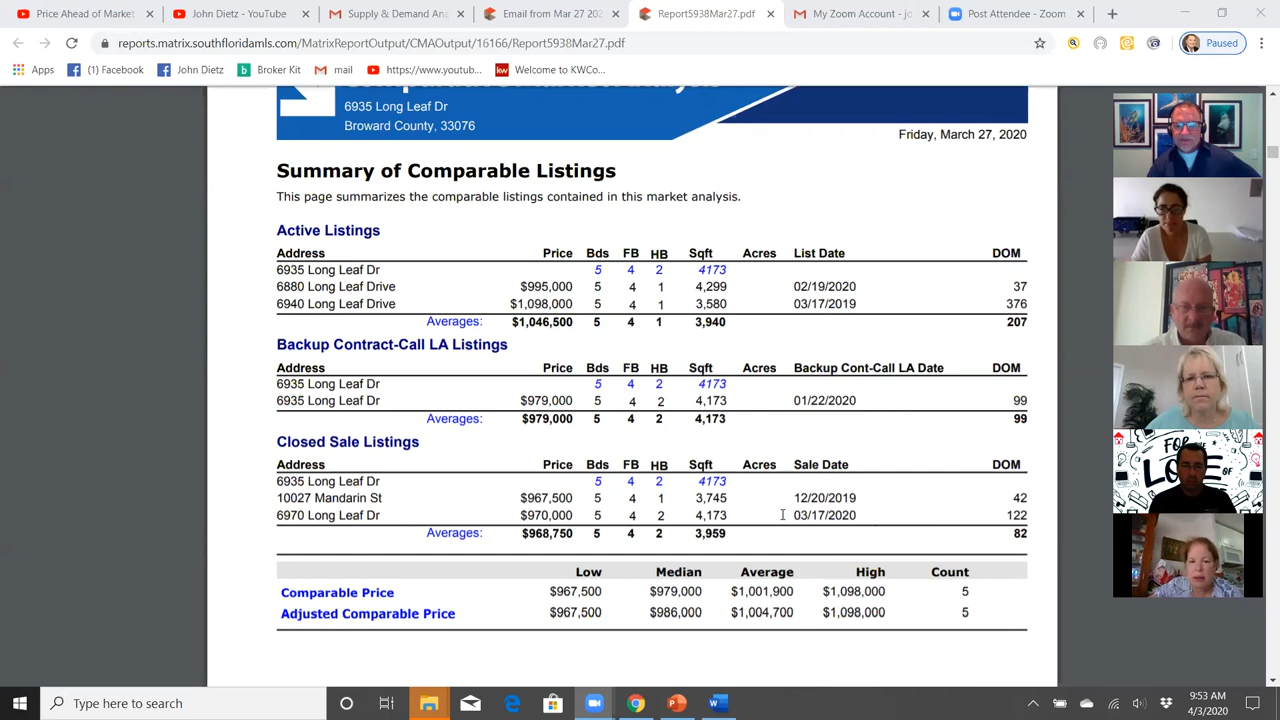 Price Ahead of Market
John Dietz - YouTube
Supply & Demand An
Email from Mar 27 202
Report5938Mar27.pdf
My Zoom Account - jo
Post Attendee - Zoom
reports.matrix.southfloridamls.com/MatrixReportOutput/CMAOutput/16166/Report5938Mar27.pdf
Paused
Apps
(1) Facebook
John Dietz
Broker Kit
mail
https://www.youtub...
Welcome to KWCo...
6935 Long Leaf Dr
Broward County, 33076
Friday, March 27, 2020
Summary of Comparable Listings
This page summarizes the comparable listings contained in this market analysis.
Active Listings
Address Price Bds FB HB Sqft Acres List Date DOM
6935 Long Leaf Dr 5 4 2 4173
6880 Long Leaf Drive $995,000 5 4 1 4,299 02/19/2020 37
6940 Long Leaf Drive $1,098,000 5 4 1 3,580 03/17/2019 376
Averages: $1,046,500 5 4 1 3,940 207
Backup Contract-Call LA Listings
Address Price Bds FB HB Sqft Acres Backup Cont-Call LA Date DOM
6935 Long Leaf Dr 5 4 2 4173
6935 Long Leaf Dr $979,000 5 4 2 4,173 01/22/2020 99
Averages: $979,000 5 4 2 4,173 99
Closed Sale Listings
Address Price Bds FB HB Sqft Acres Sale Date DOM
6935 Long Leaf Dr 5 4 2 4173
10027 Mandarin St $967,500 5 4 1 3,745 12/20/2019 42
6970 Long Leaf Dr $970,000 5 4 2 4,173 03/17/2020 122
Averages: $968,750 5 4 2 3,959 82
Low Median Average High Count
Comparable Price $967,500 $979,000 $1,001,900 $1,098,000 5
Adjusted Comparable Price $967,500 $986,000 $1,004,700 $1,098,000 5
FOR
LO
Type here to search
9:53 AM
4/3/2020